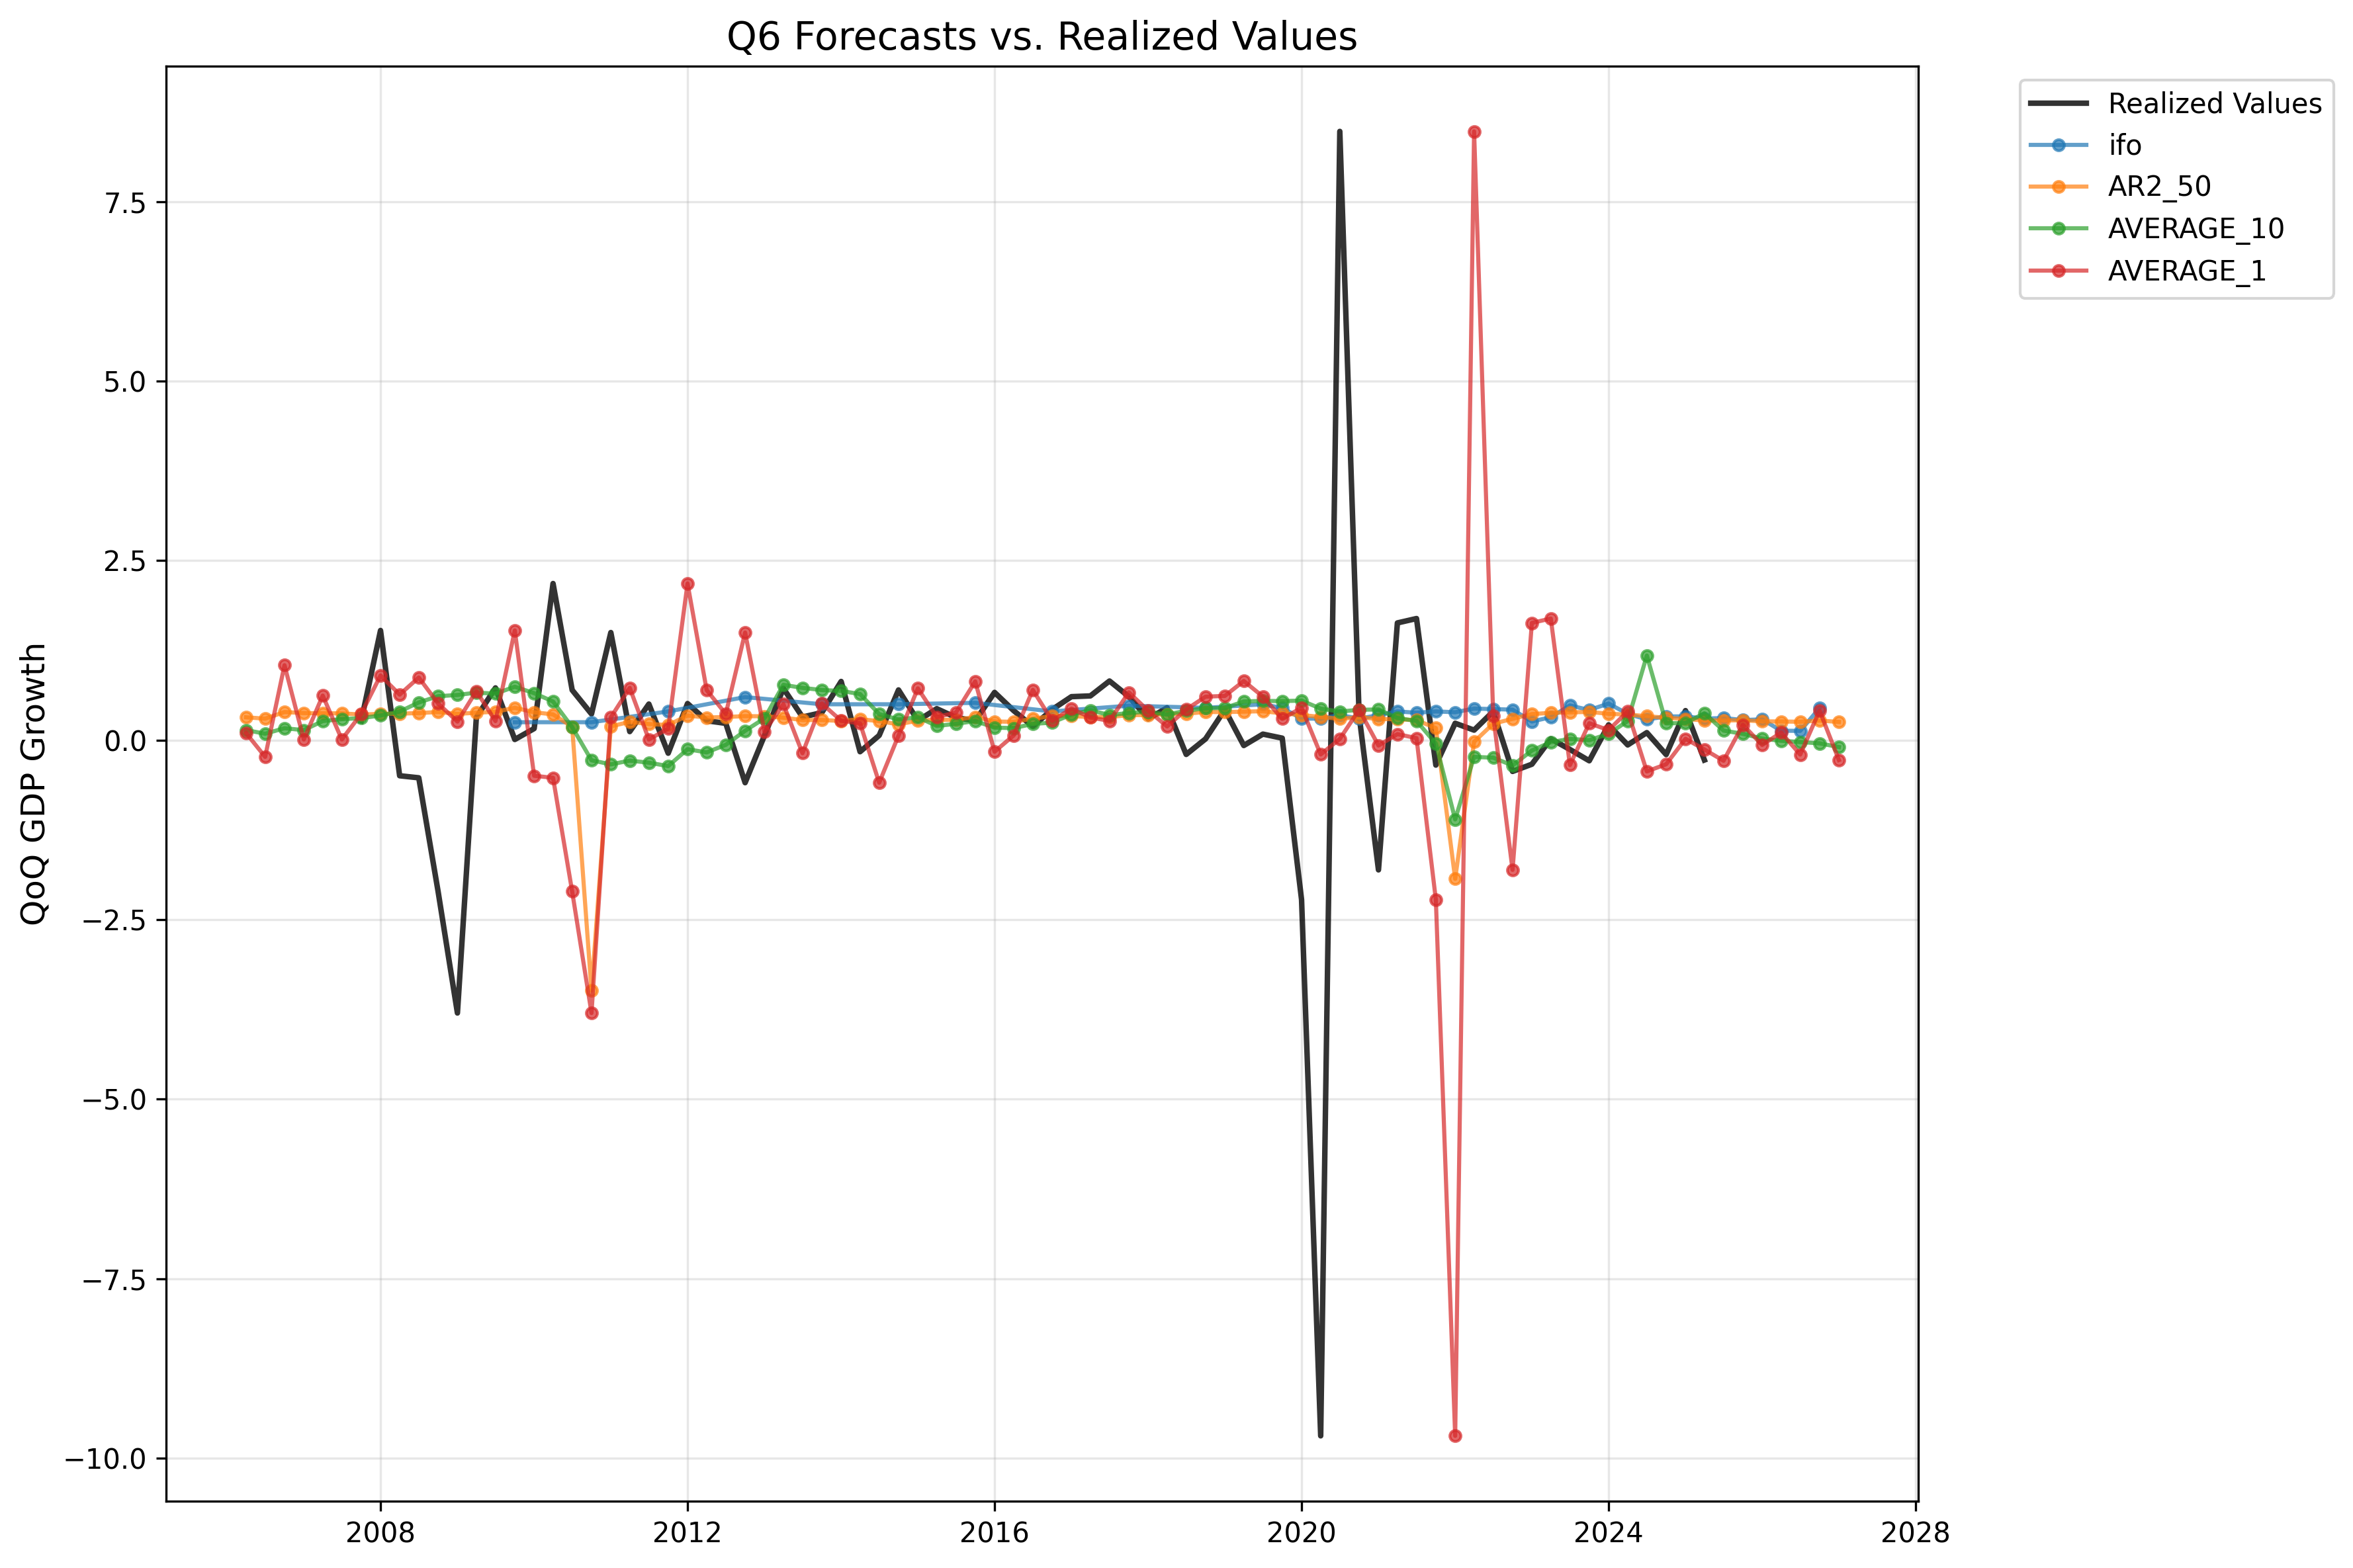 Q6 Forecasts vs. Realized Values
Realized Values
ifo
AR2_50
AVERAGE_10
AVERAGE_1
QoQ GDP Growth
7.5
5.0
2.5
0.0
−2.5
−5.0
−7.5
−10.0
2008 2012 2016 2020 2024 2028